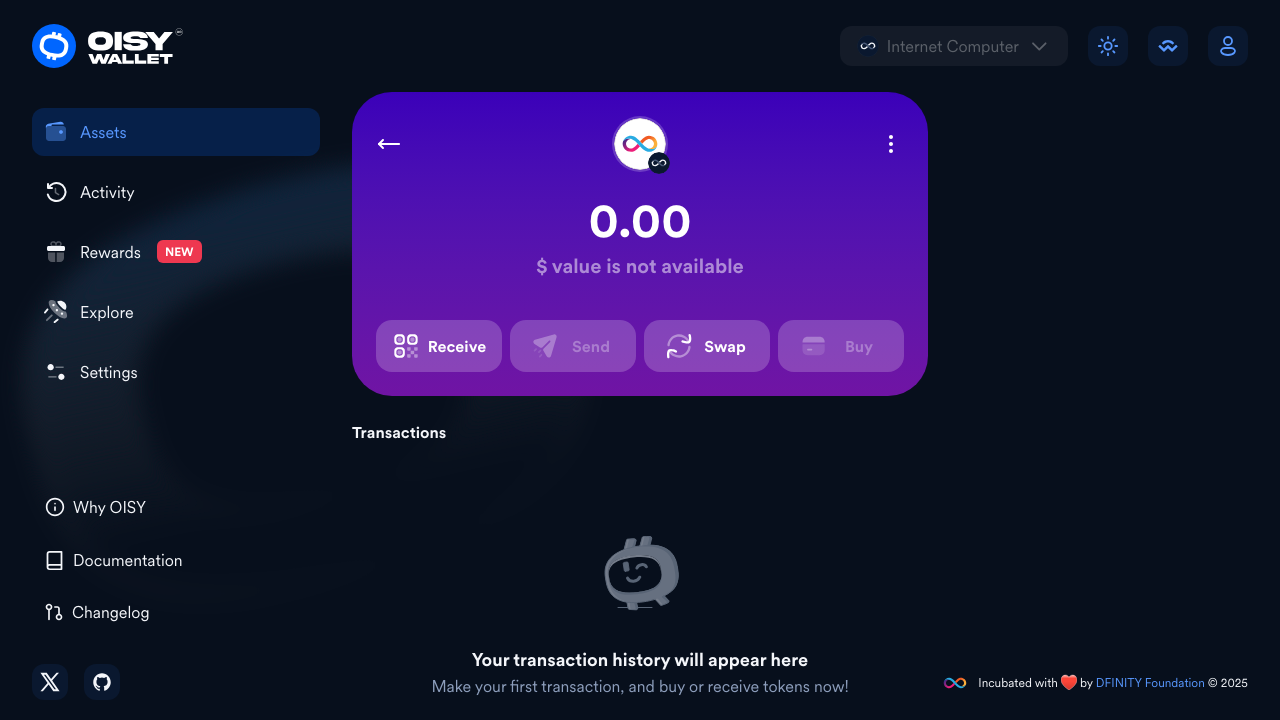 OISY
WALLET
Internet Computer
Assets
Activity
Rewards NEW
Explore
Settings
Why OISY
Documentation
Changelog
0.00
$ value is not available
Receive
Send
Swap
Buy
Transactions
Your transaction history will appear here
Make your first transaction, and buy or receive tokens now!
Incubated with ❤️ by DFINITY Foundation © 2025